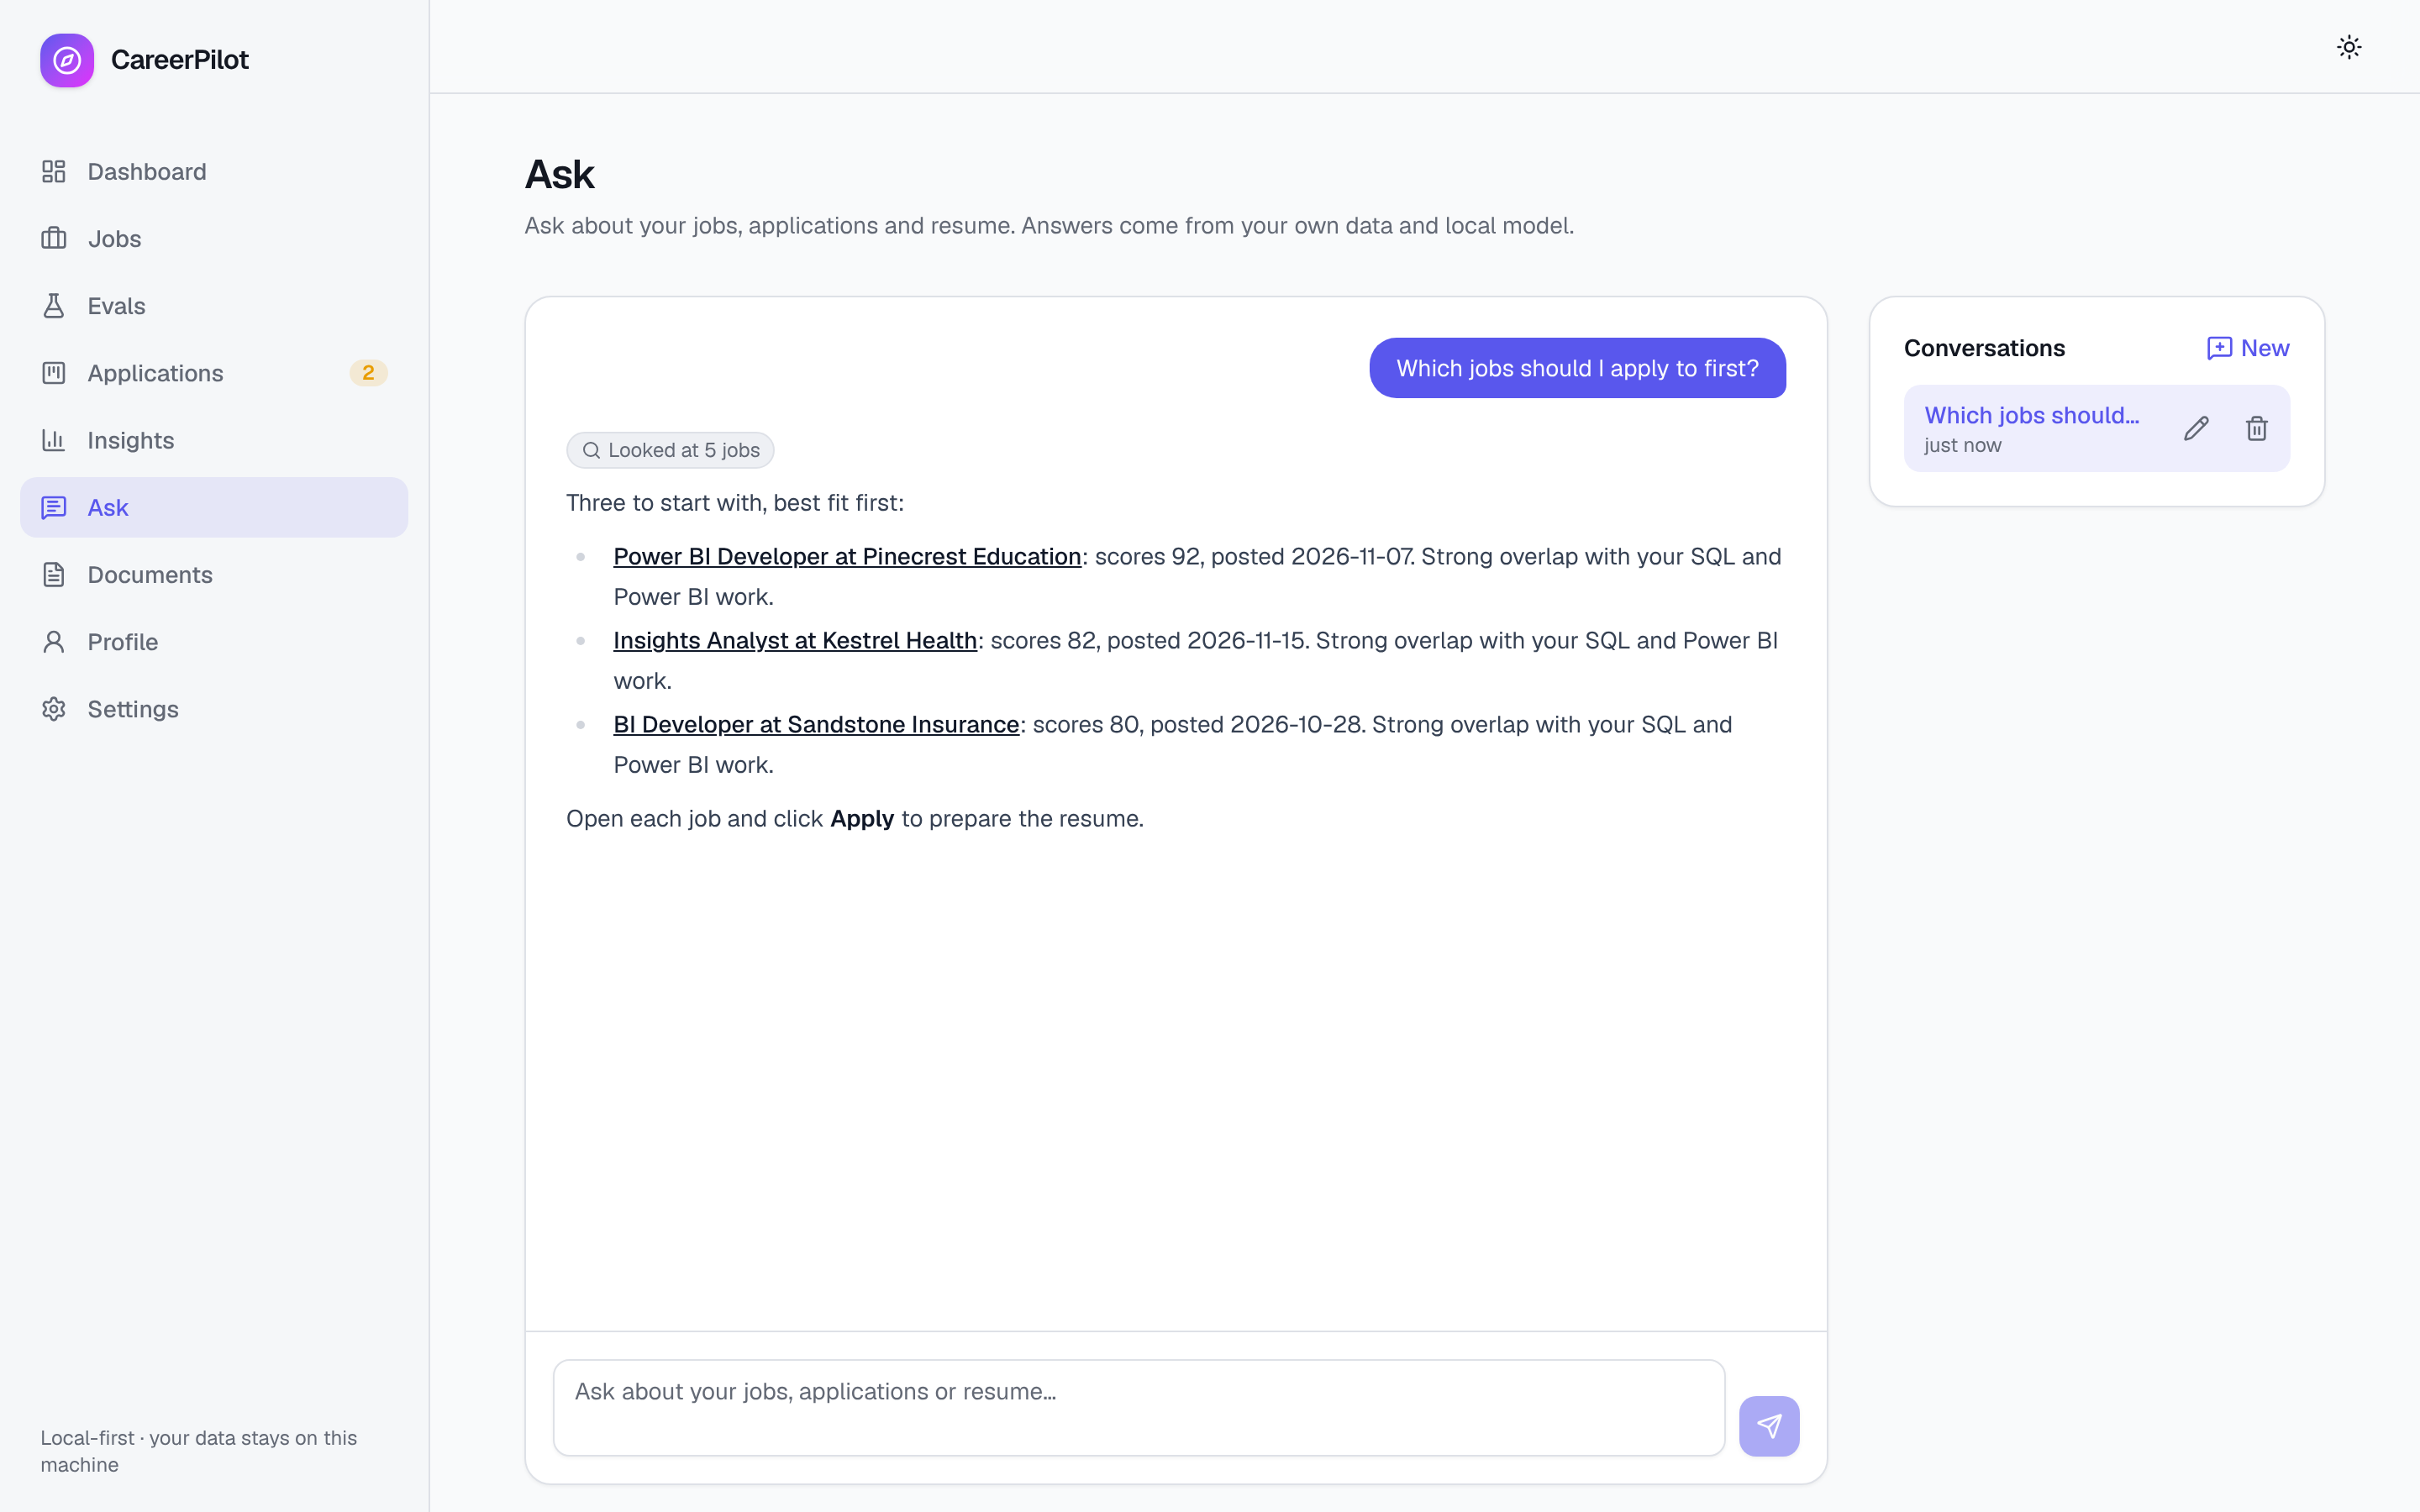 CareerPilot
Dashboard
Jobs
Evals
Applications 2
Insights
Ask
Documents
Profile
Settings
Local-first · your data stays on this
machine
Ask
Ask about your jobs, applications and resume. Answers come from your own data and local model.
Which jobs should I apply to first?
Looked at 5 jobs
Three to start with, best fit first:
Power BI Developer at Pinecrest Education: scores 92, posted 2026-11-07. Strong overlap with your SQL and
Power BI work.
Insights Analyst at Kestrel Health: scores 82, posted 2026-11-15. Strong overlap with your SQL and Power BI
work.
BI Developer at Sandstone Insurance: scores 80, posted 2026-10-28. Strong overlap with your SQL and
Power BI work.
Open each job and click Apply to prepare the resume.
Ask about your jobs, applications or resume...
Conversations
New
Which jobs should...
just now